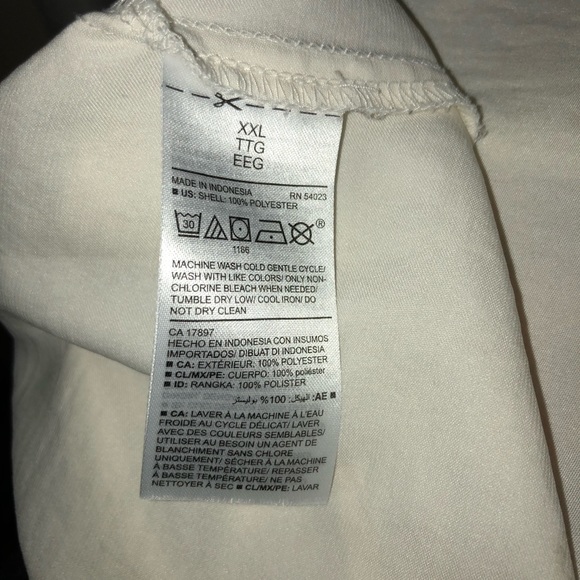 XXL
TTG
EEG
MADE IN INDONESIA RN 54023
■ US: SHELL: 100% POLYESTER
30 ®
1186
MACHINE WASH COLD GENTLE CYCLE/
WASH WITH LIKE COLORS/ ONLY NON-
CHLORINE BLEACH WHEN NEEDED/
TUMBLE DRY LOW/ COOL IRON/ DO
NOT DRY CLEAN
CA 17897
HECHO EN INDONESIA CON INSUMOS
IMPORTADOS/ DIBUAT DI INDONESIA
■ CA: EXTÉRIEUR: 100% POLYESTER
■ CL/MX/PE: CUERPO: 100% poliéster
■ ID: RANGKA: 100% POLISTER
■ AE: الهيكل: 100% بوليستر
■ CA: LAVER À LA MACHINE À L'EAU
FROIDE AU CYCLE DÉLICAT/ LAVER
AVEC DES COULEURS SEMBLABLES/
UTILISER AU BESOIN UN AGENT DE
BLANCHIMENT SANS CHLORE
UNIQUEMENT/ SÉCHER À LA MACHINE
À BASSE TEMPÉRATURE/ REPASSER
À BASSE TEMPÉRATURE/ NE PAS
NETTOYER À SEC ■ CL/MX/PE: LAVAR